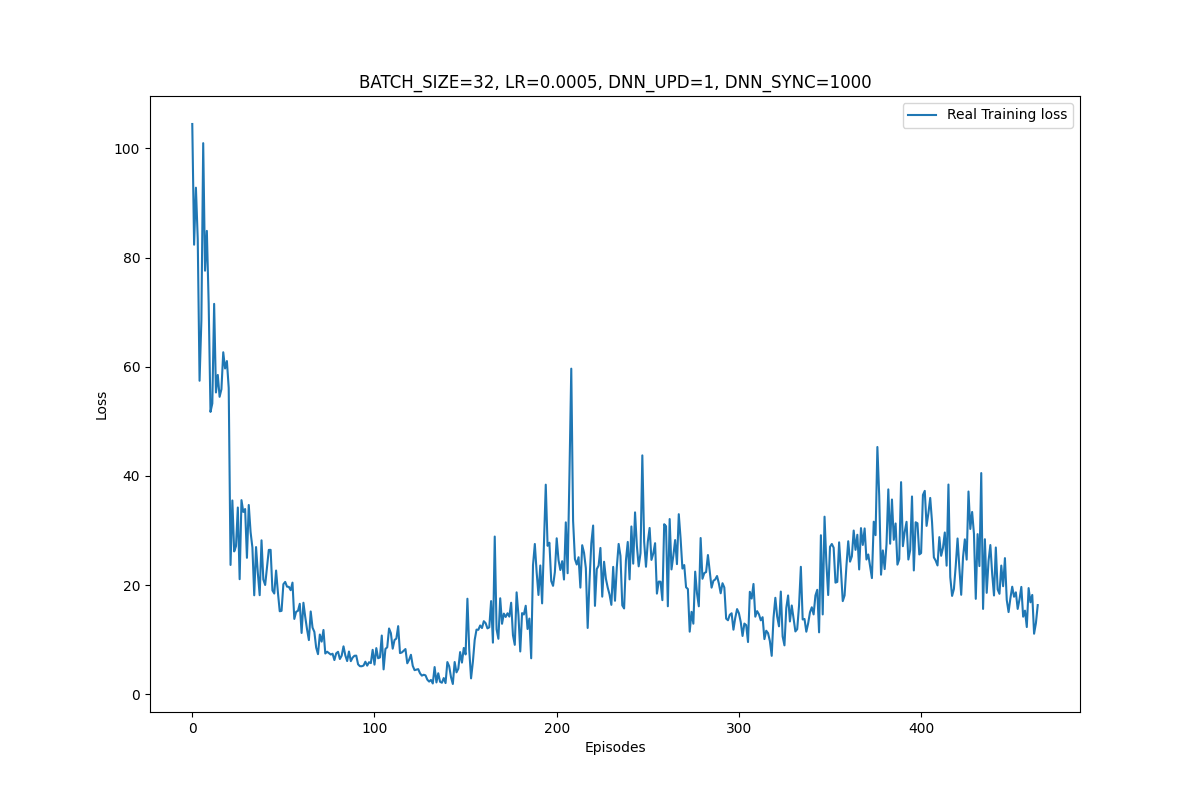 BATCH_SIZE=32, LR=0.0005, DNN_UPD=1, DNN_SYNC=1000
Real Training loss
100
80
60
40
20
0
Loss
0 100 200 300 400
Episodes